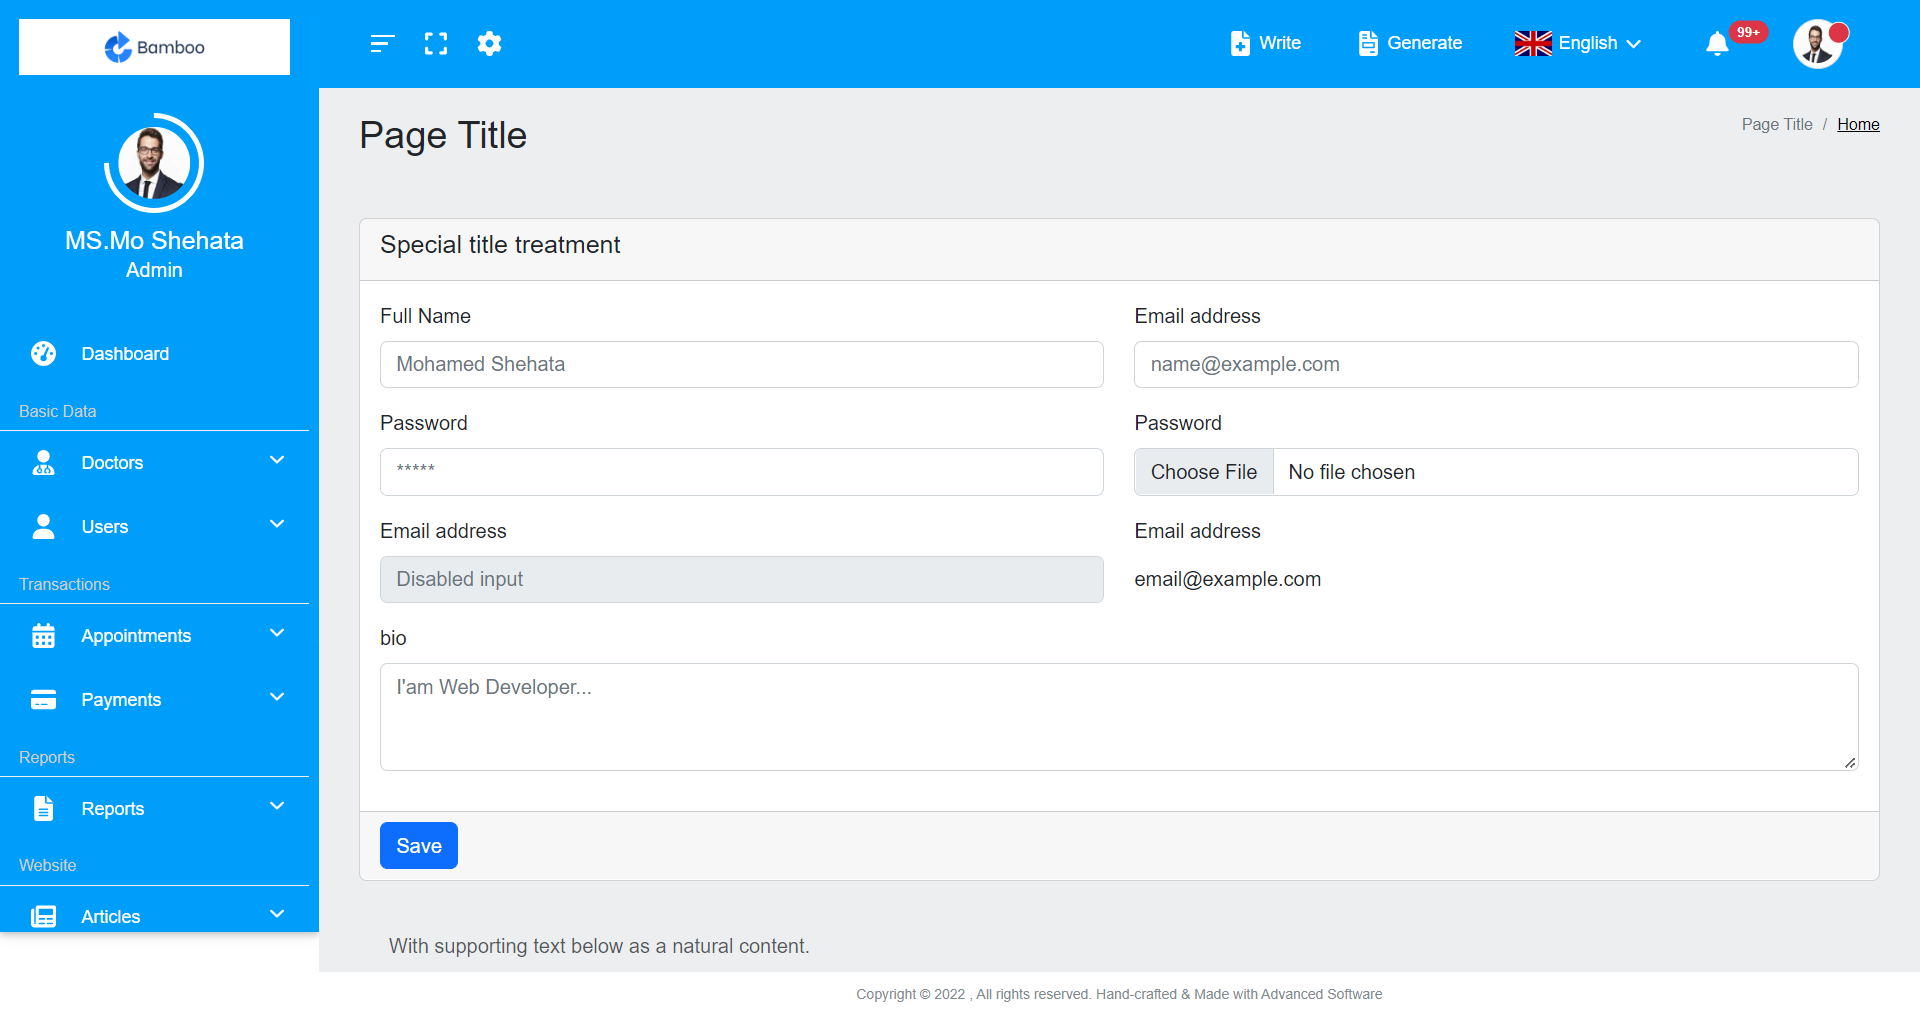 Bamboo
Write
Generate
English
99+
MS.Mo Shehata
Admin
Dashboard
Basic Data
Doctors
Users
Transactions
Appointments
Payments
Reports
Reports
Website
Articles
Page Title
Page Title / Home
Special title treatment
Full Name
Mohamed Shehata
Email address
name@example.com
Password
*****
Password
Choose File No file chosen
Email address
Disabled input
Email address
email@example.com
bio
I'am Web Developer...
Save
With supporting text below as a natural content.
Copyright © 2022 , All rights reserved. Hand-crafted & Made with Advanced Software